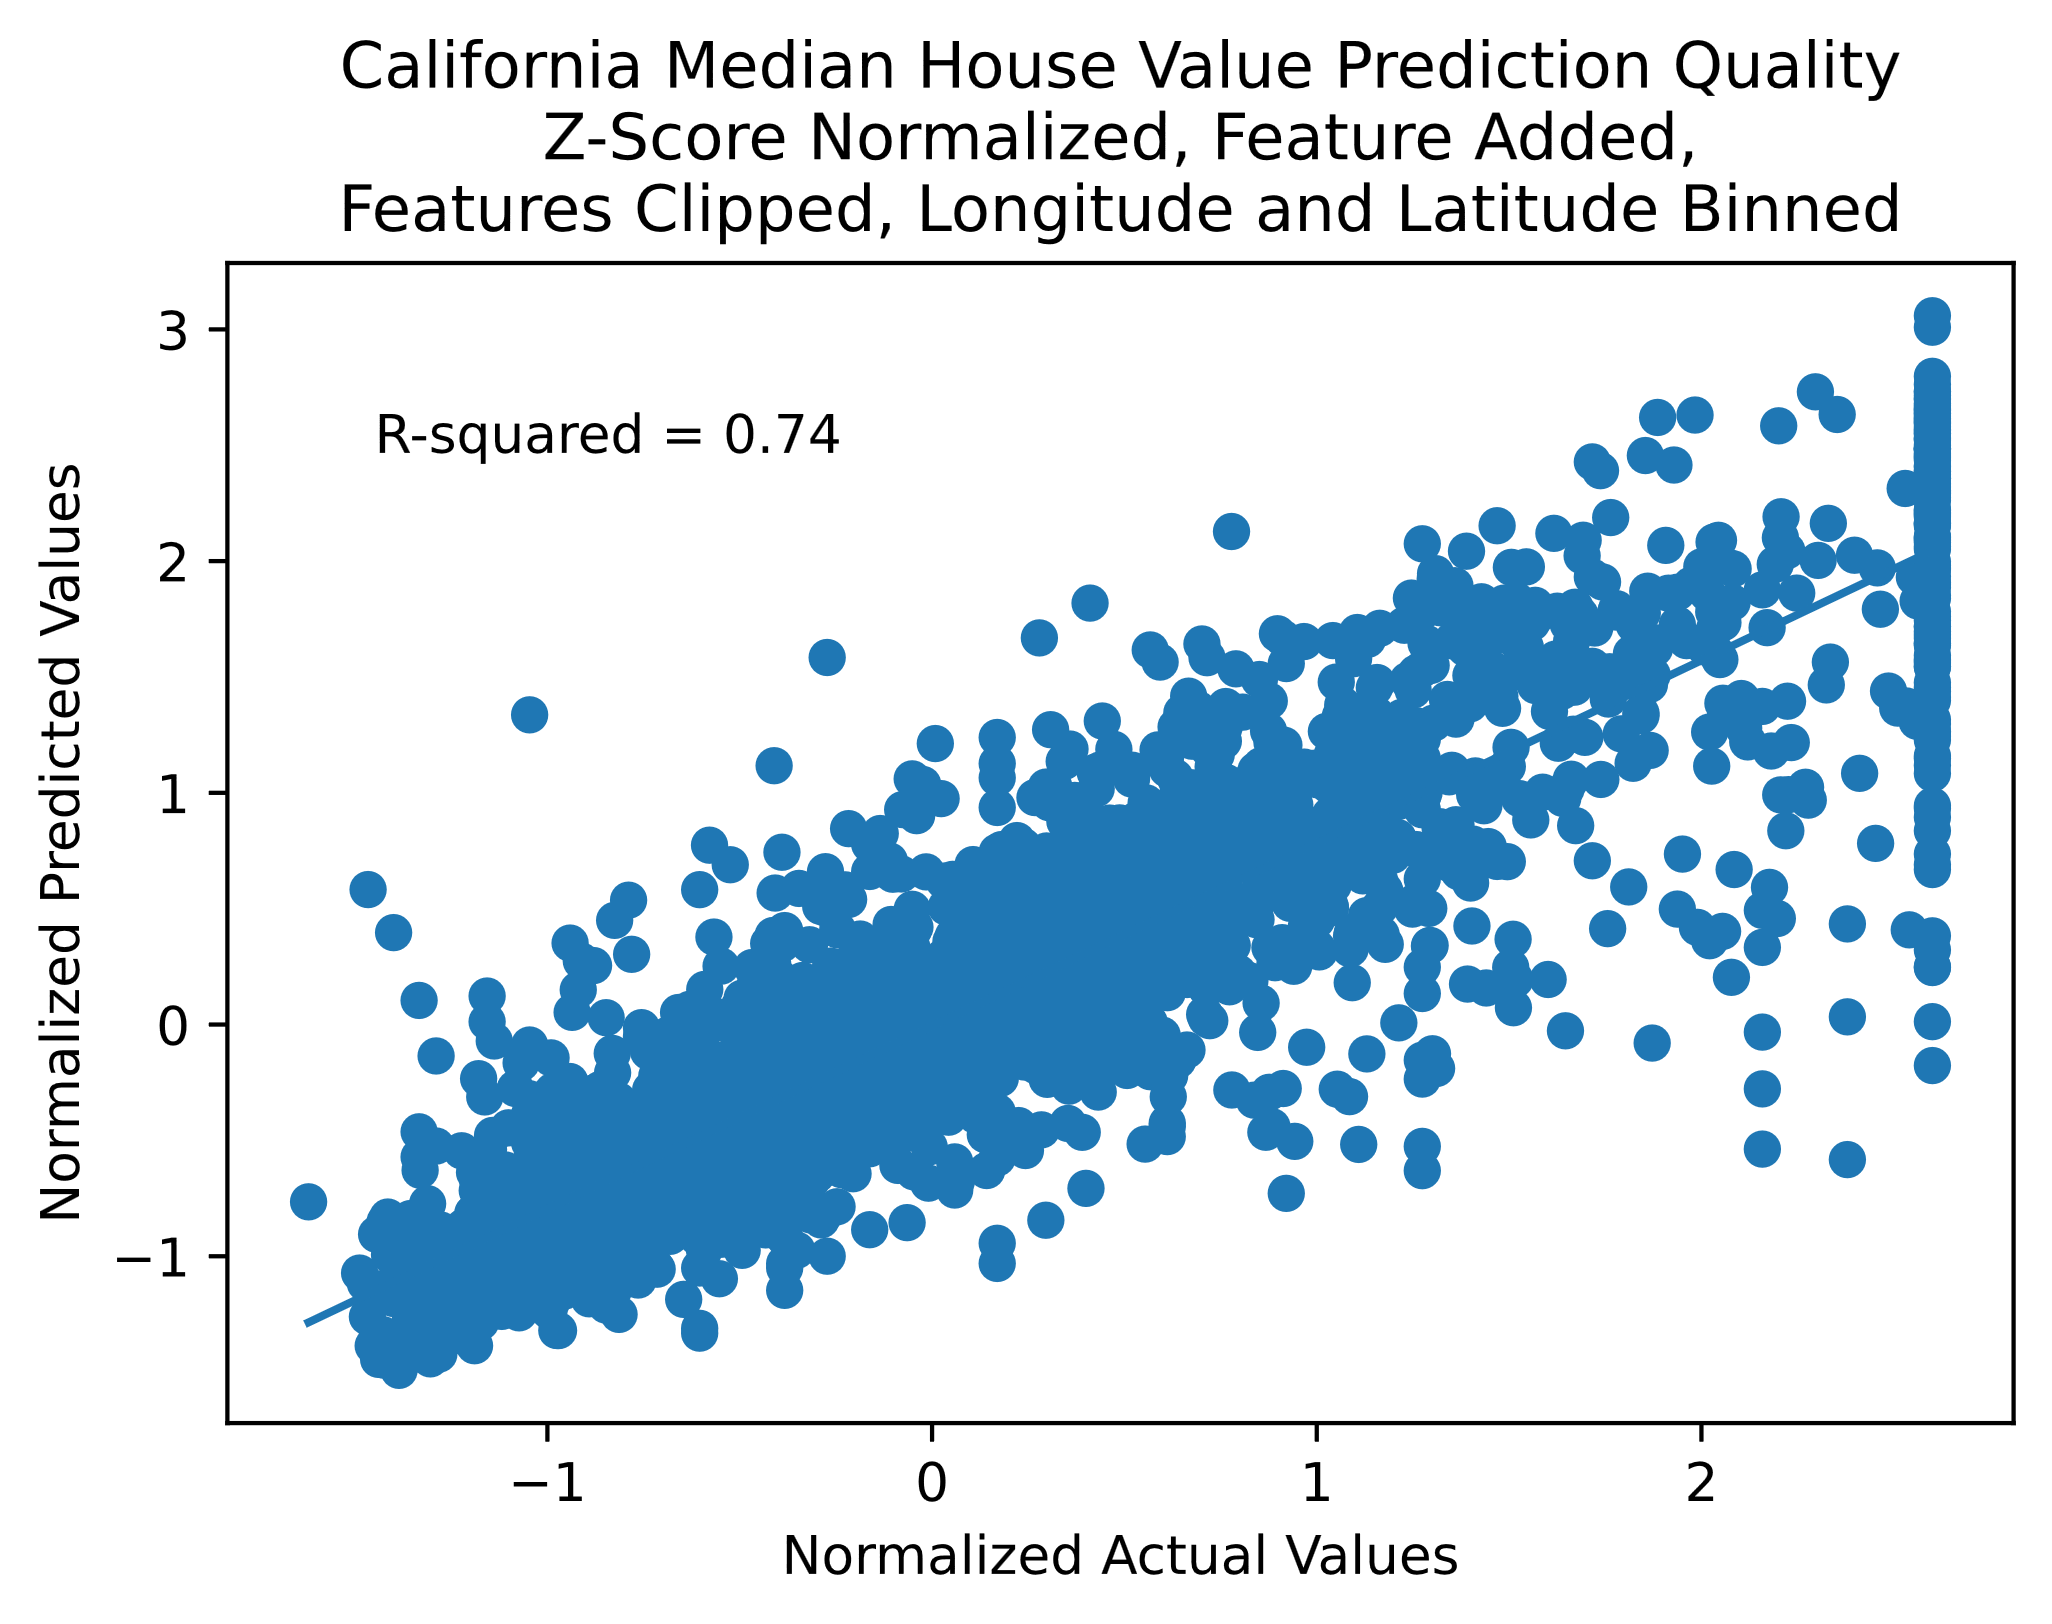 California Median House Value Prediction Quality
Z-Score Normalized, Feature Added,
Features Clipped, Longitude and Latitude Binned
R-squared = 0.74
Normalized Predicted Values
3
2
1
0
−1
−1 0 1 2
Normalized Actual Values